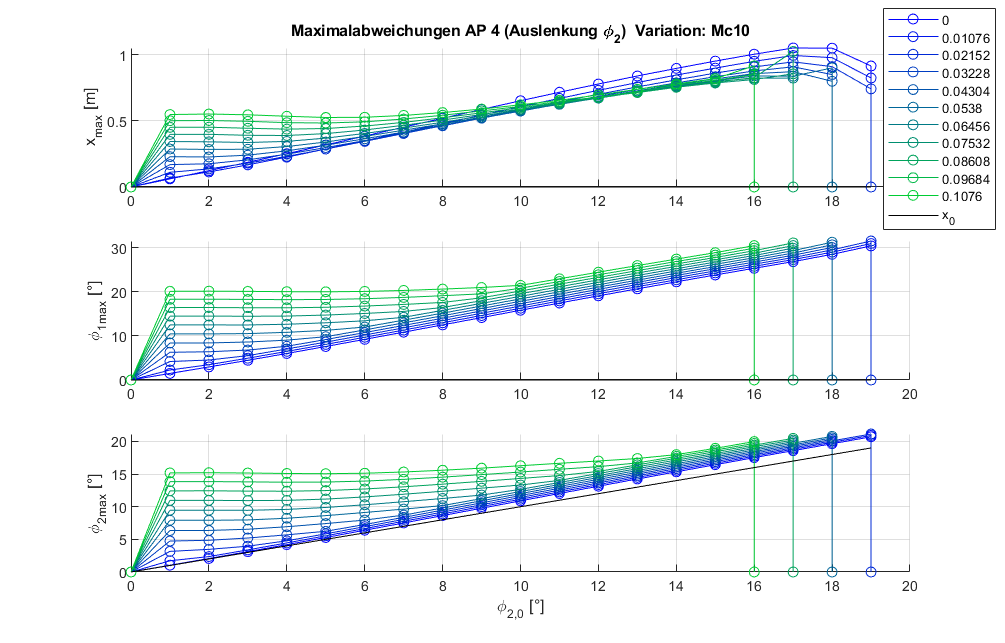 Maximalabweichungen AP 4 (Auslenkung ϕ2) Variation: Mc10
0
0.01076
0.02152
0.03228
0.04304
0.0538
0.06456
0.07532
0.08608
0.09684
0.1076
x0
xmax [m]
1
0.5
0
0 2 4 6 8 10 12 14 16 18
ϕ1max [°]
30
20
10
0
0 2 4 6 8 10 12 14 16 18 20
ϕ2max [°]
20
15
10
5
0
0 2 4 6 8 10 12 14 16 18 20
ϕ2,0 [°]